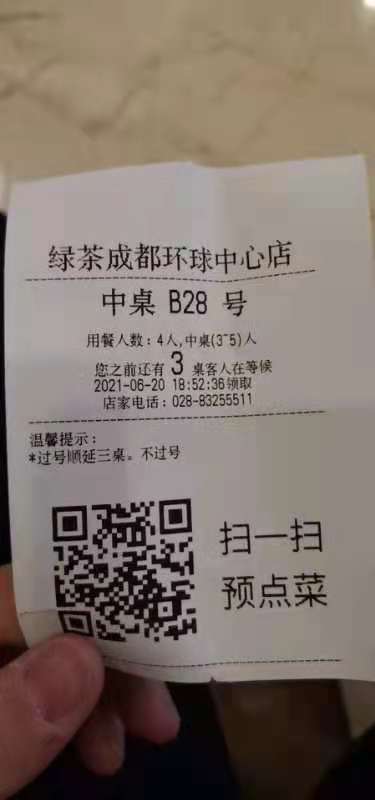 绿茶成都环球中心店
中桌 B28 号
用餐人数：4人,中桌(3~5)人
您之前还有 3 桌客人在等候
2021-06-20 18:52:36领取
店家电话：028-83255511
温馨提示：
*过号顺延三桌。不过号
扫一扫
预点菜